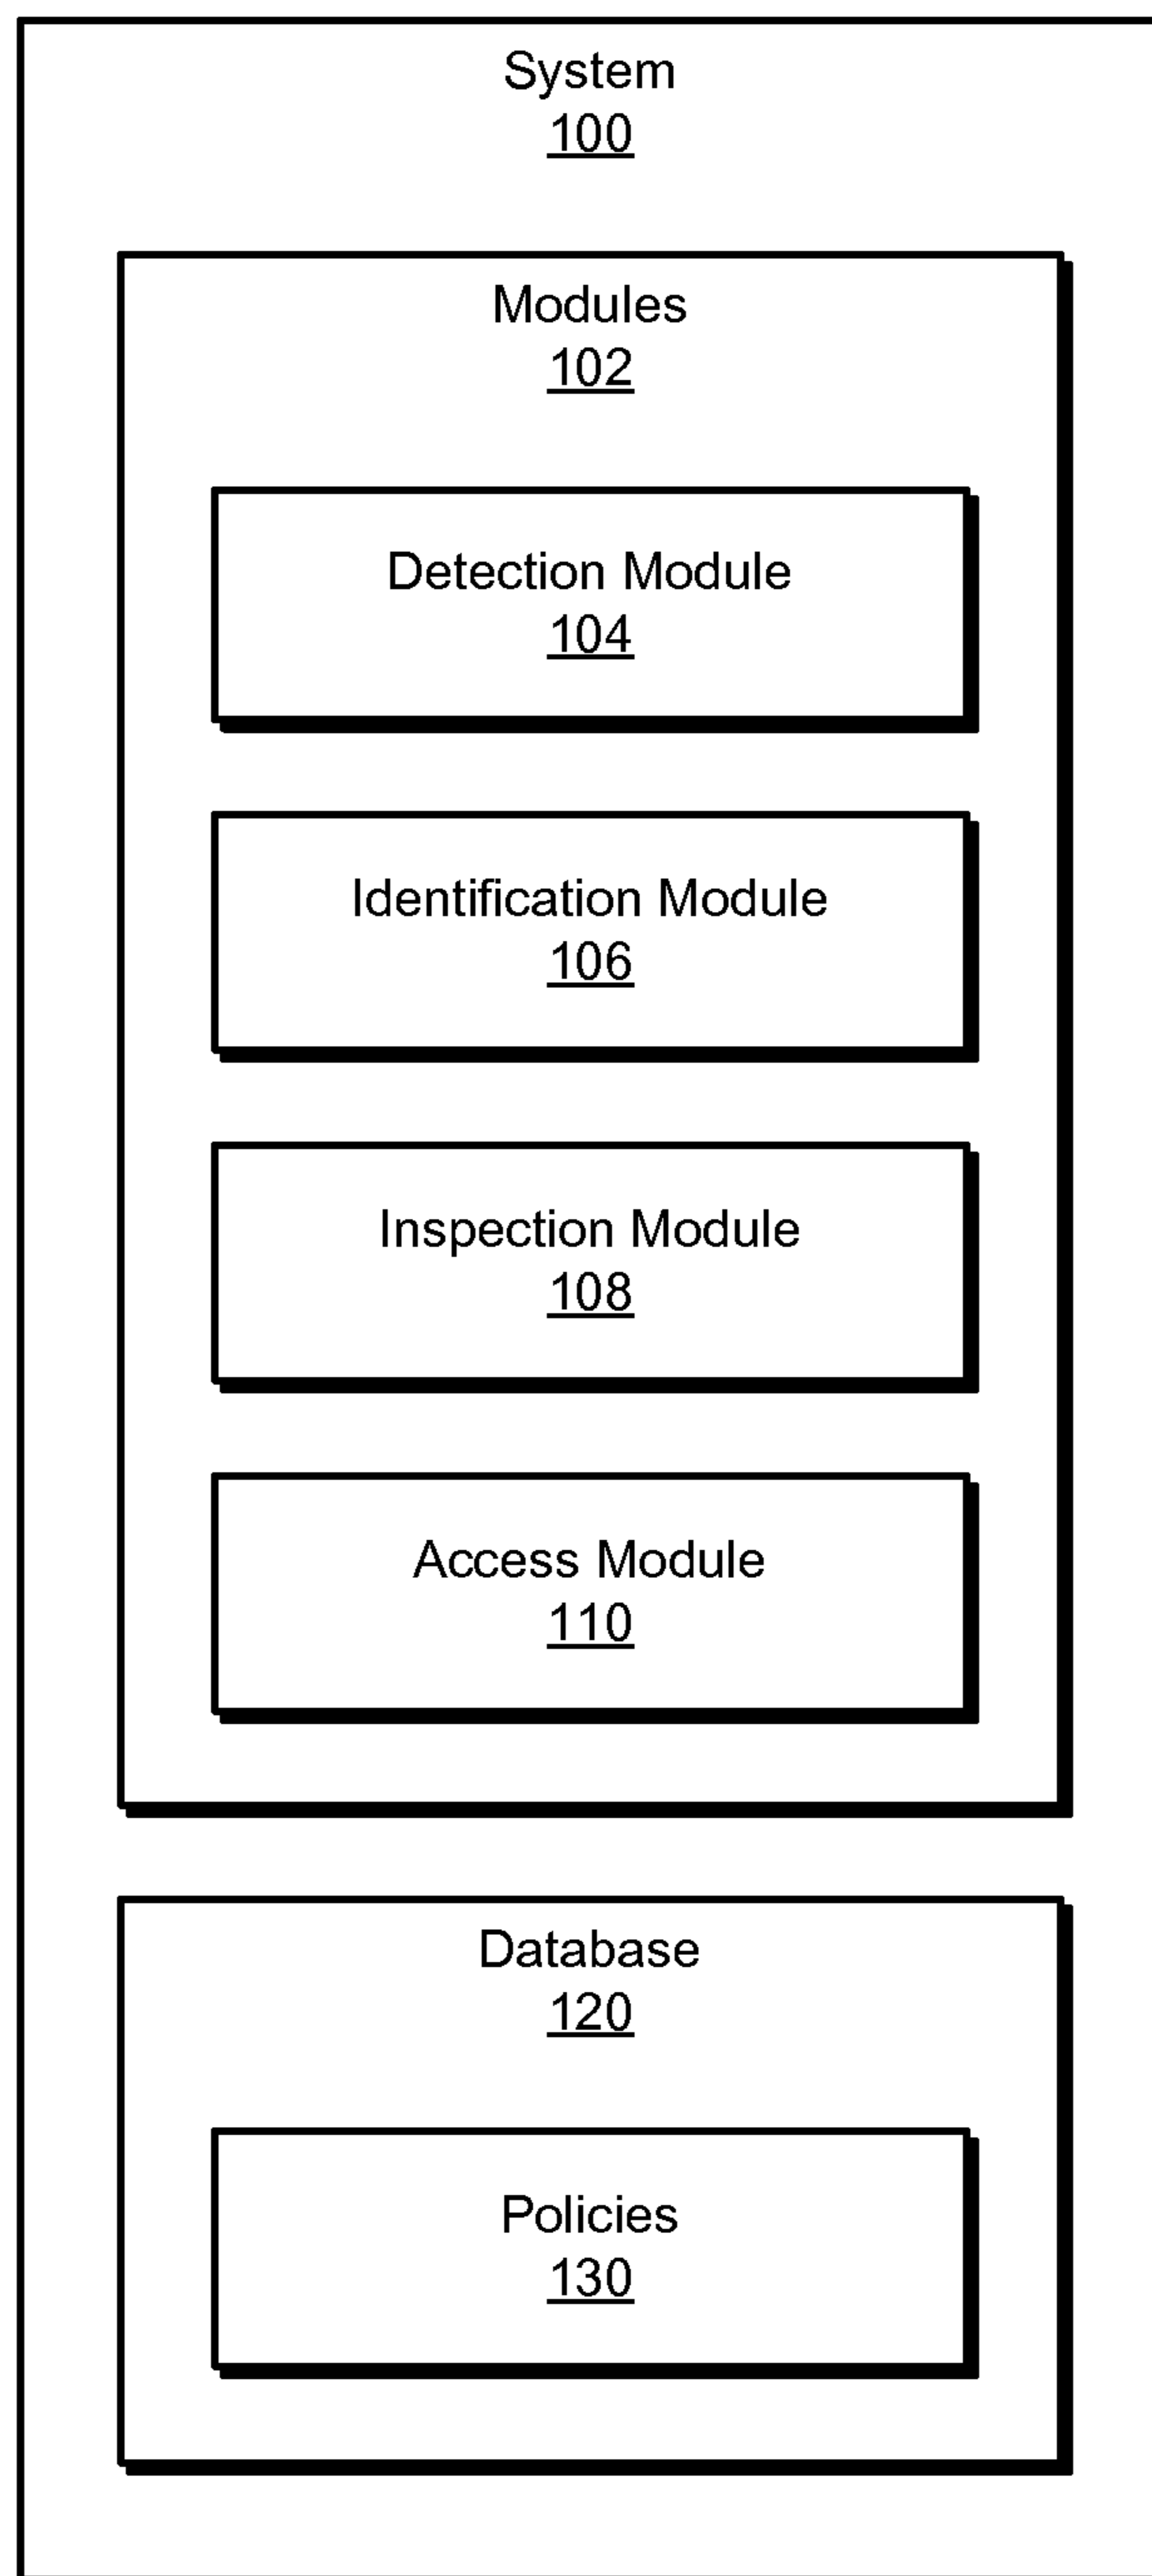 System
100
Modules
102
Detection Module
104
Identification Module
106
Inspection Module
108
Access Module
110
Database
120
Policies
130